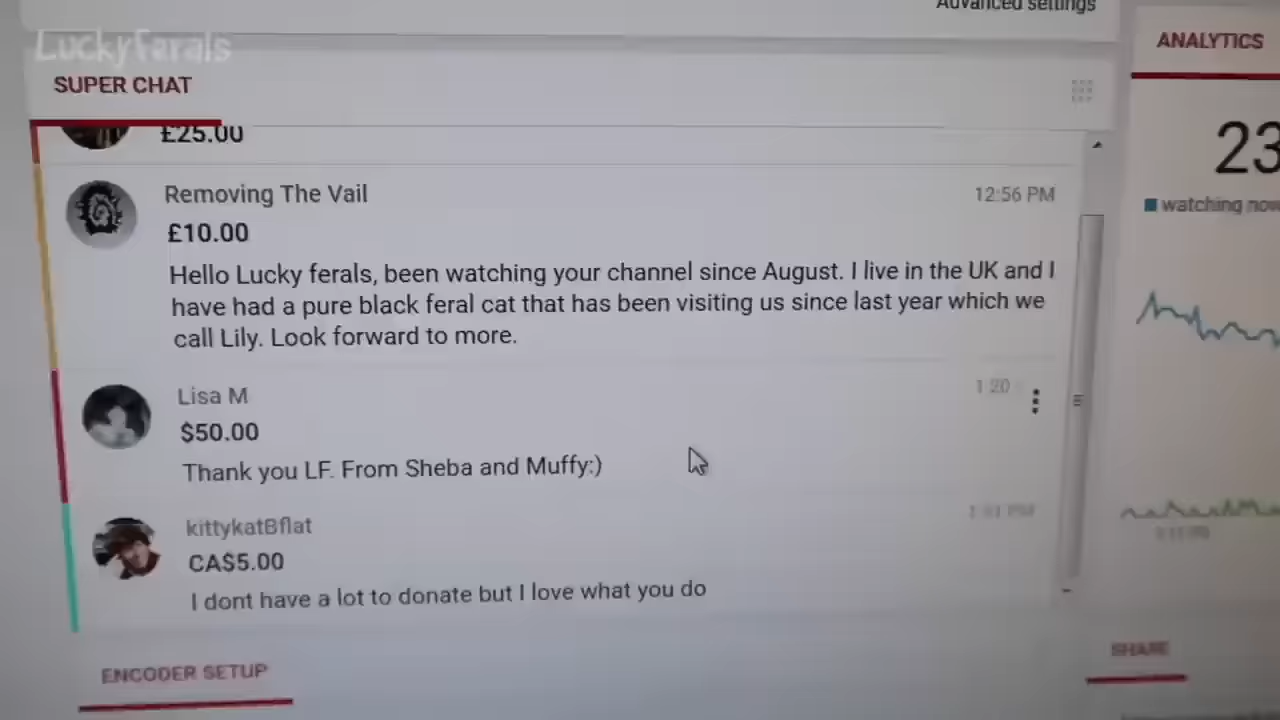 Advanced settings
LuckyFerals
SUPER CHAT
ANALYTICS
£25.00
23
watching now
Removing The Vail
12:56 PM
£10.00
Hello Lucky ferals, been watching your channel since August. I live in the UK and I
have had a pure black feral cat that has been visiting us since last year which we
call Lily. Look forward to more.
Lisa M
1:20
$50.00
Thank you LF. From Sheba and Muffy:)
kittykatBflat
CA$5.00
I dont have a lot to donate but I love what you do
ENCODER SETUP
SHARE